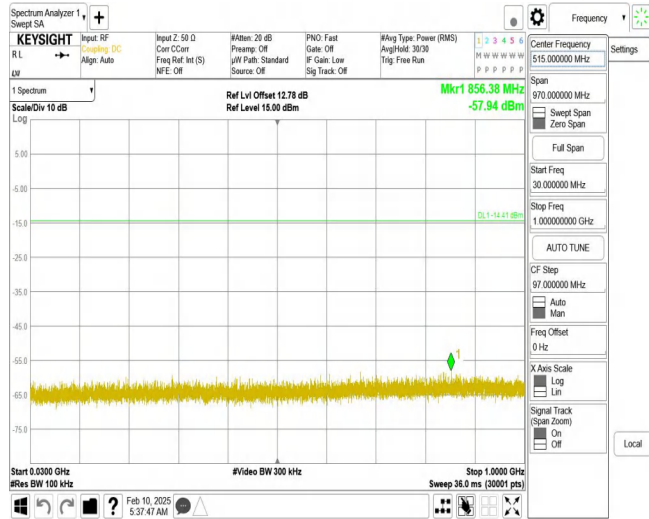 Spectrum Analyzer 1
Swept SA
Frequency
KEYSIGHT
RL
Input: RF
Coupling: DC
Align: Auto
Input Z: 50 Ω
Corr CCorr
Freq Ref: Int (S)
NFE: Off
#Atten: 20 dB
Preamp: Off
µW Path: Standard
Source: Off
PNO: Fast
Gate: Off
IF Gain: Low
Sig Track: Off
#Avg Type: Power (RMS)
Avg|Hold: 30/30
Trig: Free Run
1 2 3 4 5 6
M W W W W W
P P P P P P
1 Spectrum
Scale/Div 10 dB
Log
Ref Lvl Offset 12.78 dB
Ref Level 15.00 dBm
Mkr1 856.38 MHz
-57.94 dBm
5.00
-5.00
-15.0
-25.0
-35.0
-45.0
-55.0
-65.0
-75.0
DL1 -14.41 dBm
1
Start 0.0300 GHz
#Res BW 100 kHz
#Video BW 300 kHz
Stop 1.0000 GHz
Sweep 36.0 ms (30001 pts)
Center Frequency
515.000000 MHz
Settings
Span
970.000000 MHz
Swept Span
Zero Span
Full Span
Start Freq
30.000000 MHz
Stop Freq
1.000000000 GHz
AUTO TUNE
CF Step
97.000000 MHz
Auto
Man
Freq Offset
0 Hz
X Axis Scale
Log
Lin
Signal Track
(Span Zoom)
On
Off
Local
?
Feb 10, 2025
5:37:47 AM